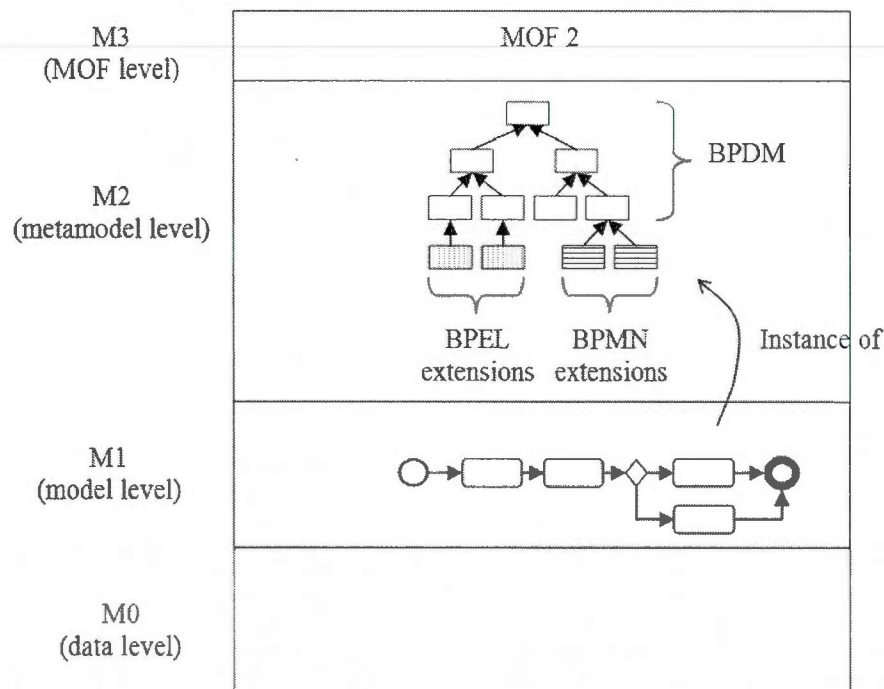 M3
(MOF level)
MOF 2
BPDM
M2
(metamodel level)
BPEL
extensions
BPMN
extensions
Instance of
M1
(model level)
M0
(data level)